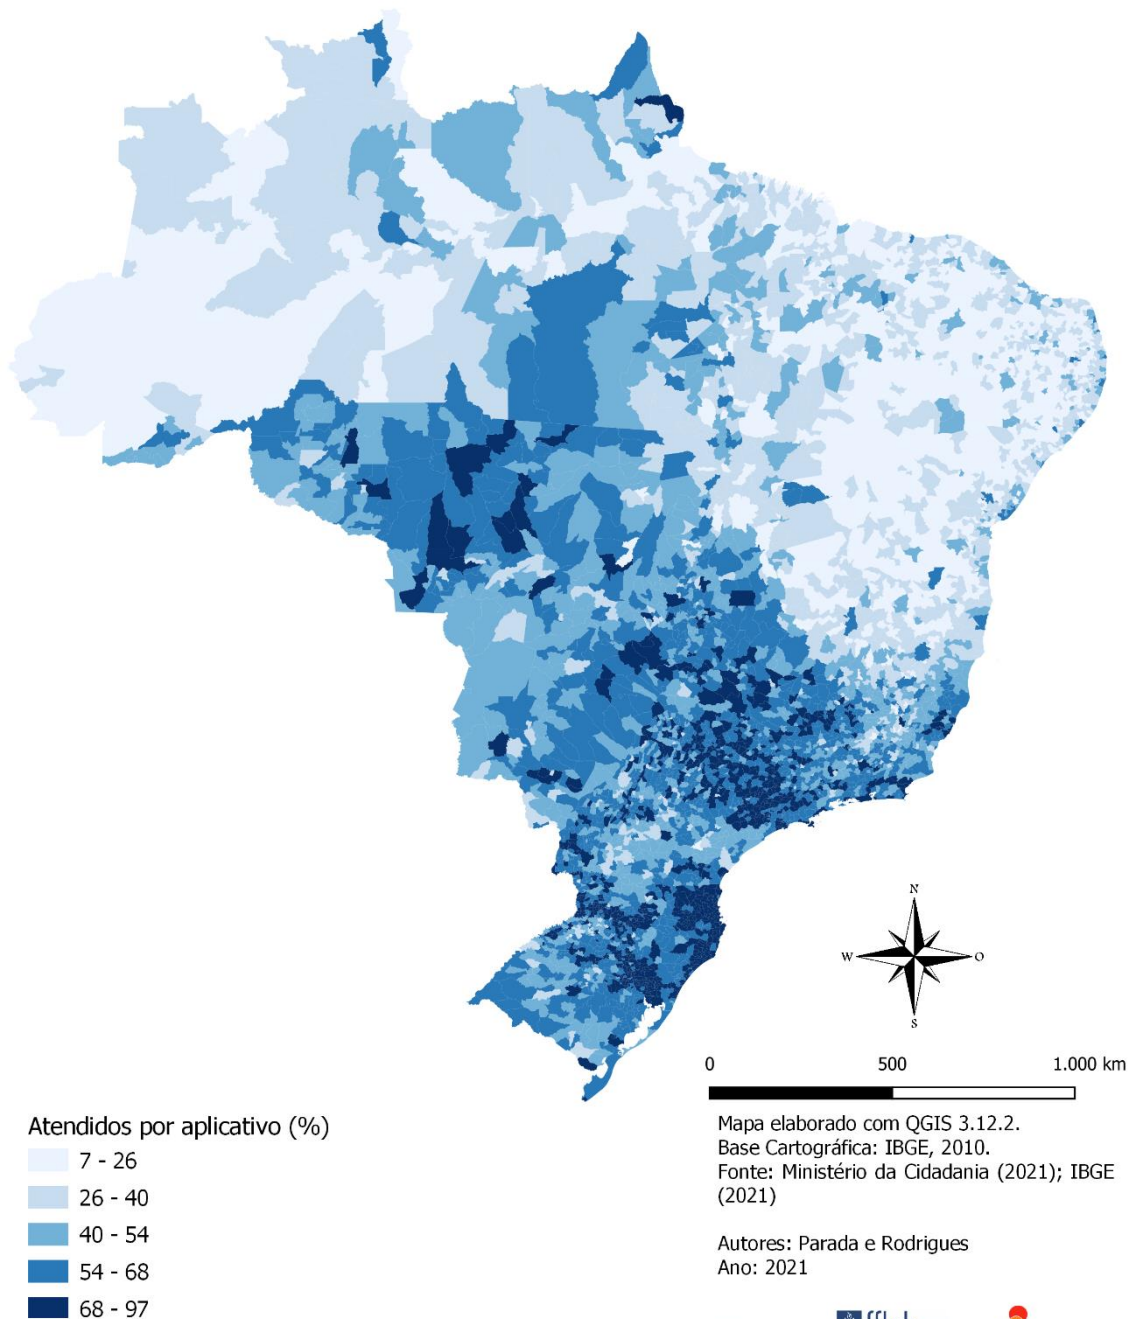 N
W
O
S
0 500 1.000 km
Mapa elaborado com QGIS 3.12.2.
Base Cartográfica: IBGE, 2010.
Fonte: Ministério da Cidadania (2021); IBGE
(2021)
Autores: Parada e Rodrigues
Ano: 2021
Atendidos por aplicativo (%)
7 - 26
26 - 40
40 - 54
54 - 68
68 - 97